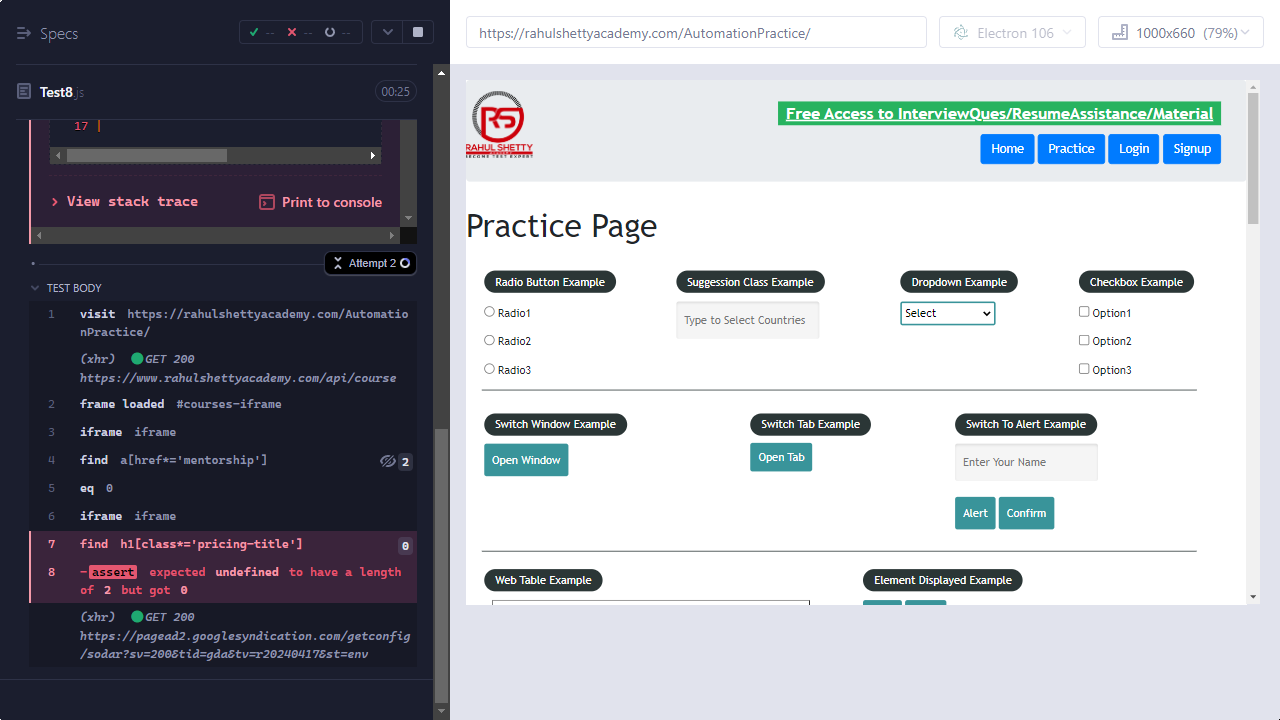 Specs
--
--
--
Test8.js
00:25
17
View stack trace
Print to console
Attempt 2
TEST BODY
1 visit https://rahulshettyacademy.com/Automatio
nPractice/
(xhr) GET 200
https://www.rahulshettyacademy.com/api/course
2 frame loaded #courses-iframe
3 iframe iframe
4 find a[href*='mentorship'] 2
5 eq 0
6 iframe iframe
7 find h1[class*='pricing-title'] 0
8 -assert expected undefined to have a length
of 2 but got 0
(xhr) GET 200
https://pagead2.googlesyndication.com/getconfig
/sodar?sv=200&tid=gda&tv=r20240417&st=env
https://rahulshettyacademy.com/AutomationPractice/
Electron 106
1000x660 (79%)
RS
RAHUL SHETTY
ACADEMY
BECOME TEST EXPERT
Free Access to InterviewQues/ResumeAssistance/Material
Home Practice Login Signup
Practice Page
Radio Button Example
Radio1
Radio2
Radio3
Suggession Class Example
Type to Select Countries
Dropdown Example
Select
Checkbox Example
Option1
Option2
Option3
Switch Window Example
Open Window
Switch Tab Example
Open Tab
Switch To Alert Example
Enter Your Name
Alert Confirm
Web Table Example
Element Displayed Example